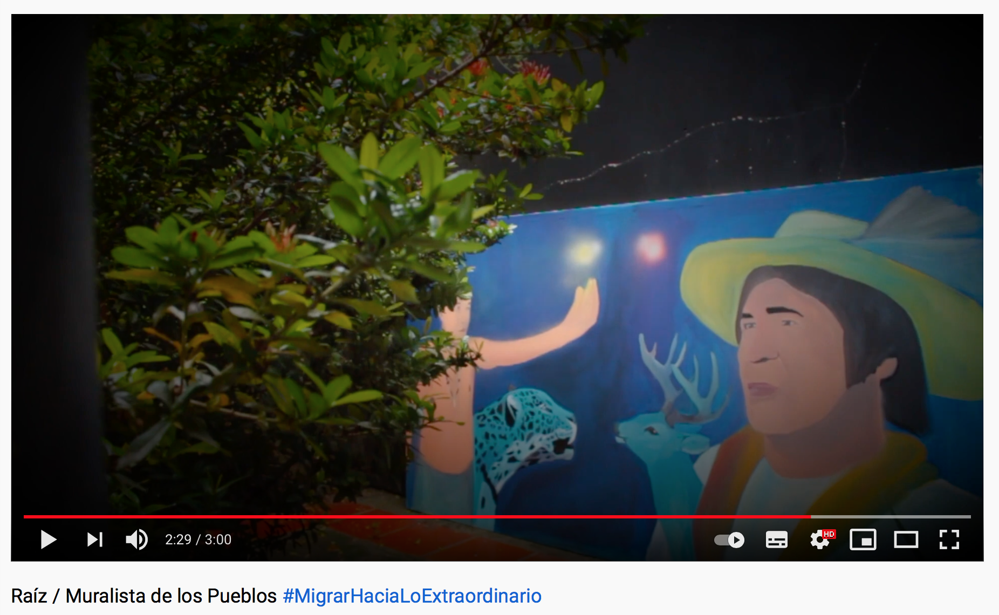 2:29 / 3:00
HD
Raíz / Muralista de los Pueblos #MigrarHaciaLoExtraordinario